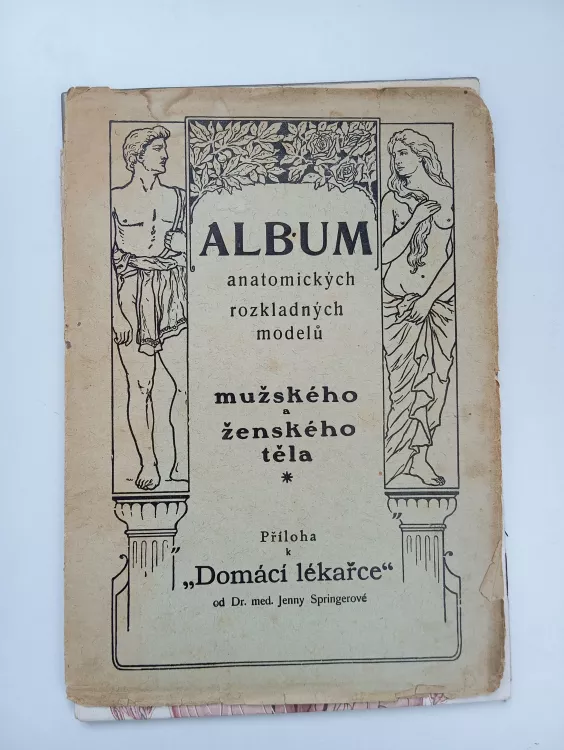 ALBUM
anatomických
rozkladných
modelů
mužského
a
ženského
těla
*
Příloha
k
„Domácí lékařce“
od Dr. med. Jenny Springerové